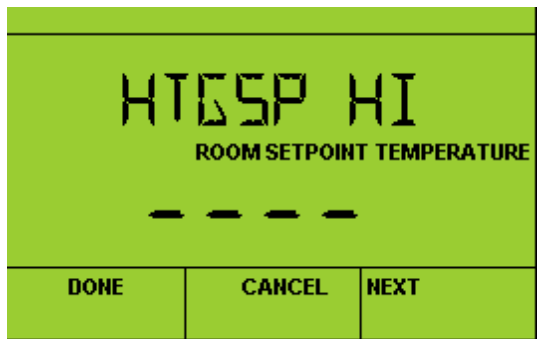 HTGSP HI
ROOM SETPOINT TEMPERATURE
– – – –
DONE CANCEL NEXT